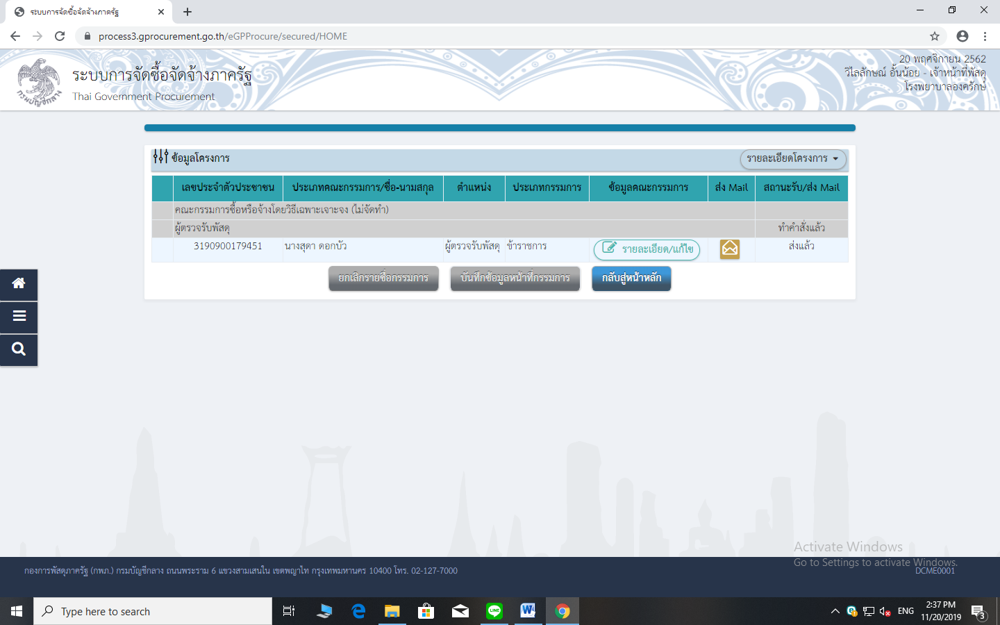 ระบบการจัดซื้อจัดจ้างภาครัฐ
process3.gprocurement.go.th/eGPProcure/secured/HOME
ระบบการจัดซื้อจัดจ้างภาครัฐ
Thai Government Procurement
20 พฤศจิกายน 2562
วิไลลักษณ์ อั้นน้อย - เจ้าหน้าที่พัสดุ
โรงพยาบาลองครักษ์
กรมบัญชีกลาง
ข้อมูลโครงการ
รายละเอียดโครงการ
เลขประจำตัวประชาชน ประเภทคณะกรรมการ/ชื่อ-นามสกุล ตำแหน่ง ประเภทกรรมการ ข้อมูลคณะกรรมการ ส่ง Mail สถานะรับ/ส่ง Mail
คณะกรรมการซื้อหรือจ้างโดยวิธีเฉพาะเจาะจง (ไม่จัดทำ)
ผู้ตรวจรับพัสดุ ทำคำสั่งแล้ว
3190900179451 นางสุดา ดอกบัว ผู้ตรวจรับพัสดุ ข้าราชการ รายละเอียด/แก้ไข ส่งแล้ว
ยกเลิกรายชื่อกรรมการ บันทึกข้อมูลหน้าที่กรรมการ กลับสู่หน้าหลัก
Activate Windows
Go to Settings to activate Windows.
กองการพัสดุภาครัฐ (กพภ.) กรมบัญชีกลาง ถนนพระราม 6 แขวงสามเสนใน เขตพญาไท กรุงเทพมหานคร 10400 โทร. 02-127-7000
DCME0001
Type here to search
LINE
W
ENG
2:37 PM
11/20/2019
3